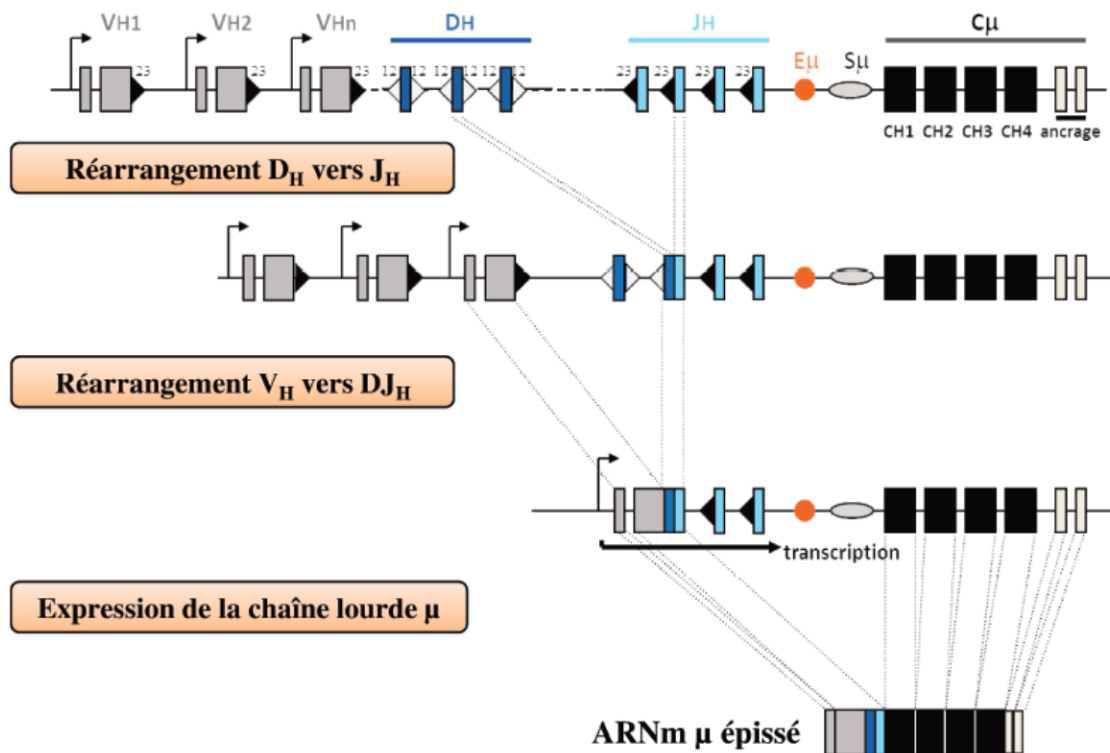 VH1 VH2 VHn DH JH Cμ
Eμ Sμ
23 23 23 12 12 12 12 12 12 23 23 23 23
CH1 CH2 CH3 CH4 ancrage
Réarrangement DH vers JH
Réarrangement VH vers DJH
transcription
Expression de la chaîne lourde μ
ARNm μ épissé